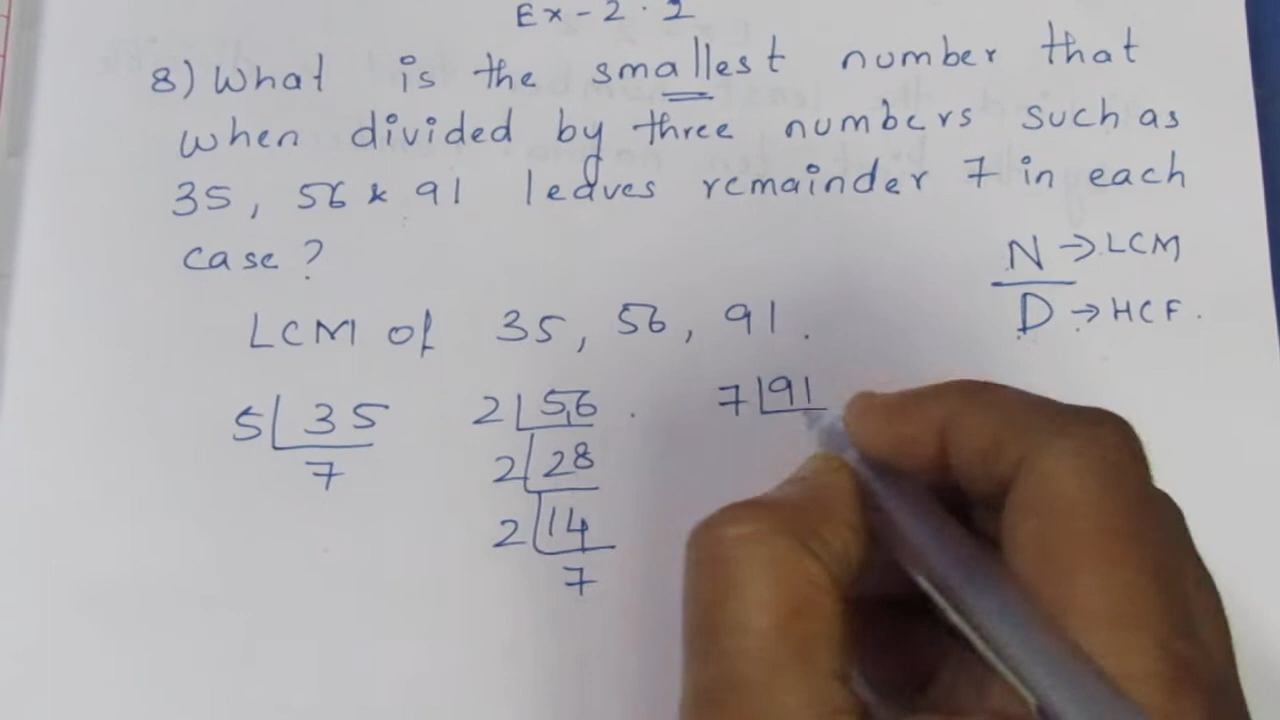 Ex - 2.2
8) What is the smallest number that
when divided by three numbers such as
35, 56 & 91 leaves remainder 7 in each
case?
N → LCM
D → HCF.
LCM of 35, 56, 91.
5 35 2 56 . 7 91
7 2 28
2 14
7